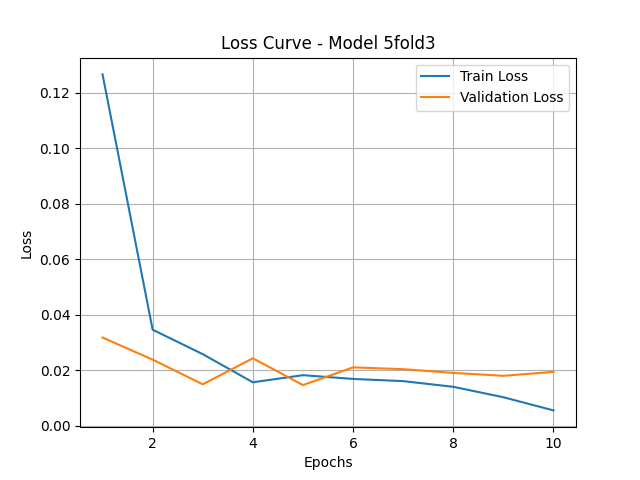 Loss Curve - Model 5fold3
Train Loss
Validation Loss
0.12
0.10
0.08
0.06
0.04
0.02
0.00
Loss
2 4 6 8 10
Epochs